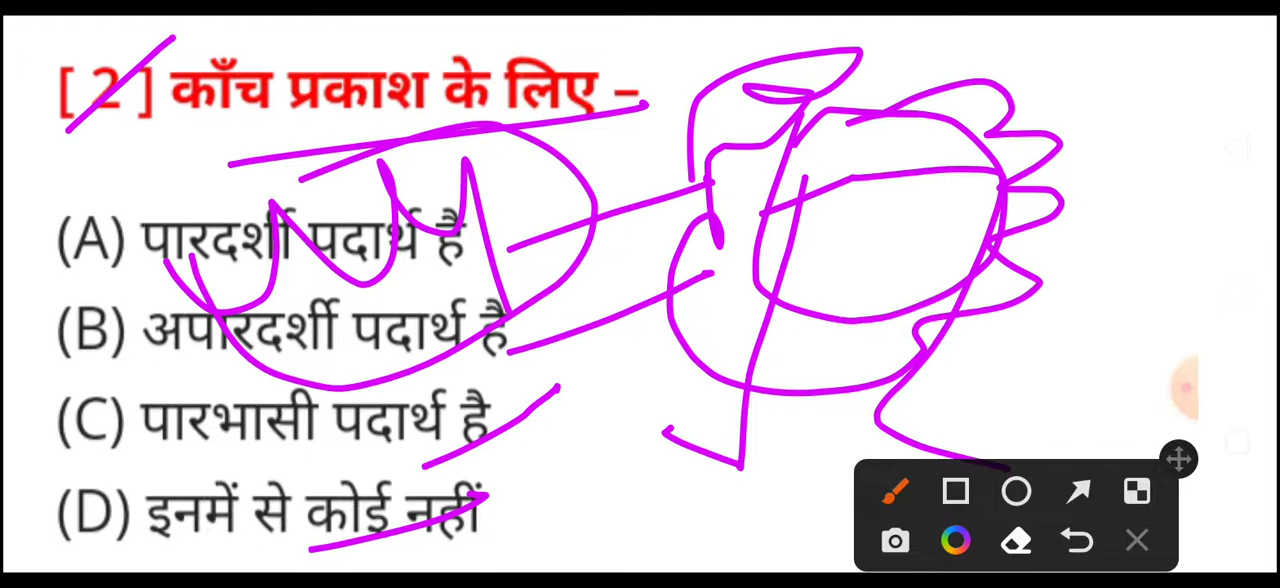 [ 2 ] काँच प्रकाश के लिए –
(A) पारदर्शी पदार्थ है
(B) अपारदर्शी पदार्थ है
(C) पारभासी पदार्थ है
(D) इनमें से कोई नहीं